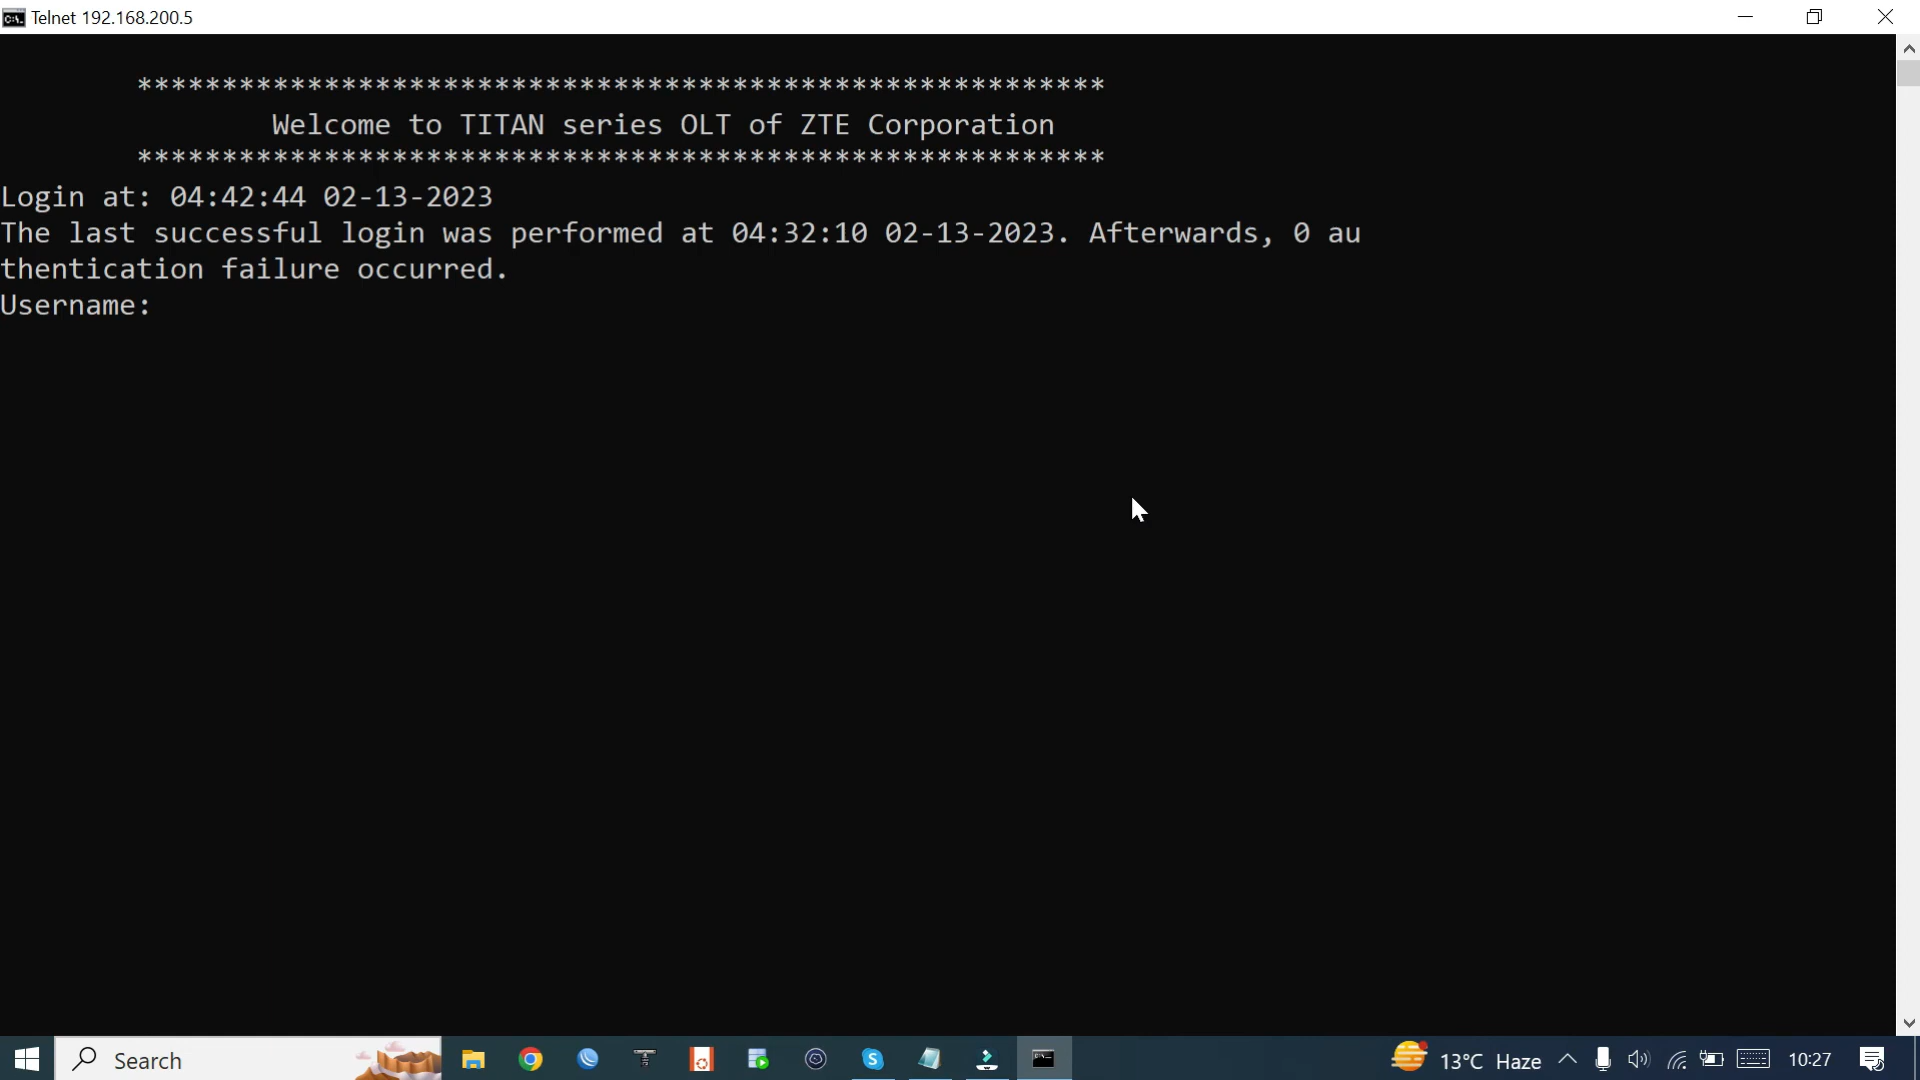 Telnet 192.168.200.5
*********************************************************
Welcome to TITAN series OLT of ZTE Corporation
*********************************************************
Login at: 04:42:44 02-13-2023
The last successful login was performed at 04:32:10 02-13-2023. Afterwards, 0 au
thentication failure occurred.
Username:
Search
13°C Haze
10:27